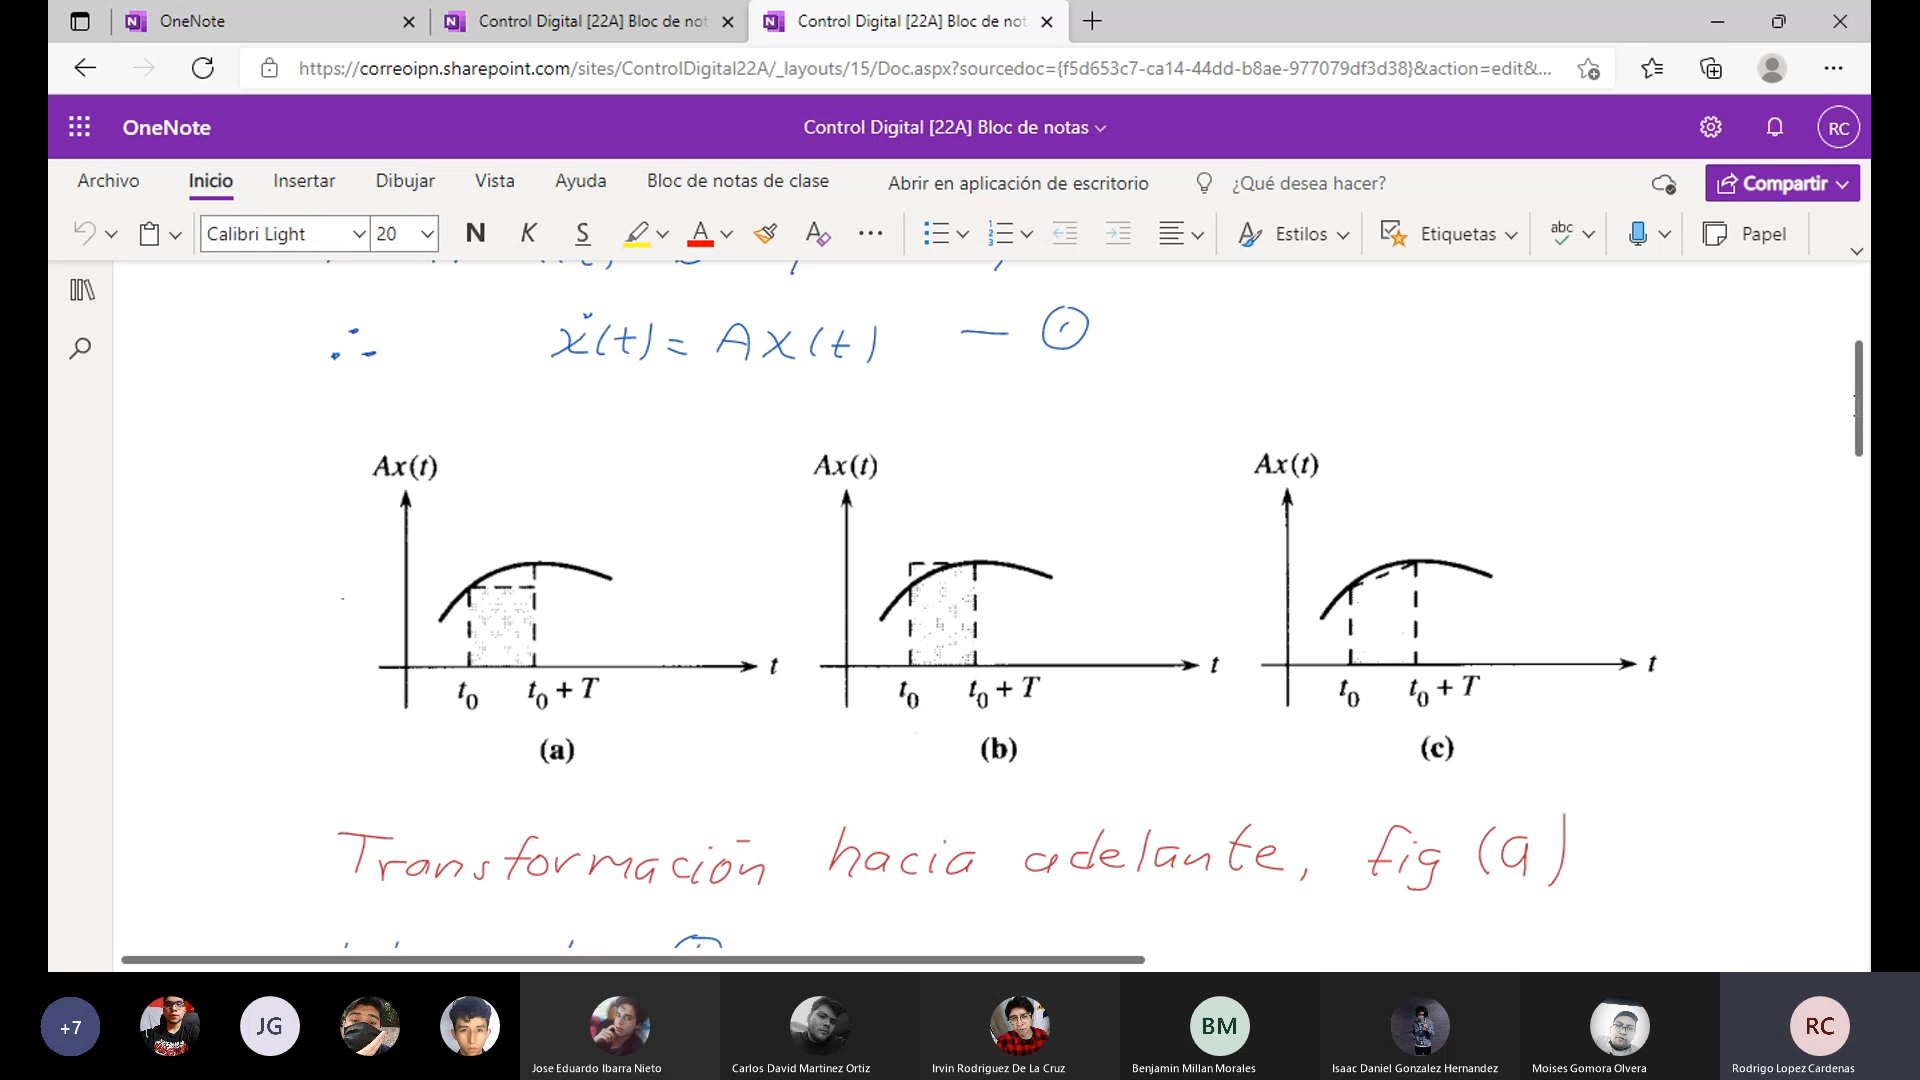 OneNote
Control Digital [22A] Bloc de not
Control Digital [22A] Bloc de not
https://correoipn.sharepoint.com/sites/ControlDigital22A/_layouts/15/Doc.aspx?sourcedoc={f5d653c7-ca14-44dd-b8ae-977079df3d38}&action=edit&...
OneNote
Control Digital [22A] Bloc de notas
RC
Archivo Inicio Insertar Dibujar Vista Ayuda Bloc de notas de clase Abrir en aplicación de escritorio ¿Qué desea hacer? Compartir
Calibri Light 20 N K S A A ... Estilos Etiquetas abc Papel
∴ ẋ(t) = Ax(t) — ①
Ax(t) Ax(t) Ax(t)
t t t
t0 t0 + T t0 t0 + T t0 t0 + T
(a) (b) (c)
Transformación hacia adelante, fig (a)
+7 JG BM RC
Jose Eduardo Ibarra Nieto Carlos David Martinez Ortiz Irvin Rodriguez De La Cruz Benjamin Millan Morales Isaac Daniel Gonzalez Hernandez Moises Gomora Olvera Rodrigo Lopez Cardenas